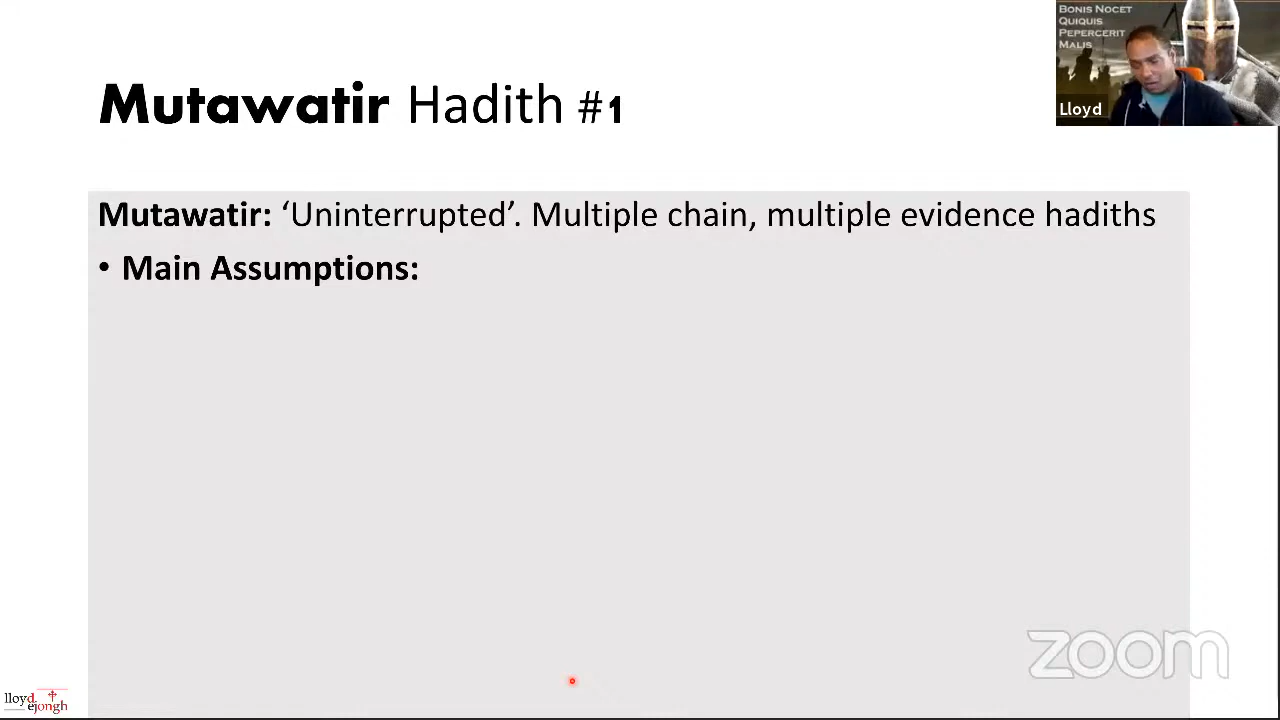 BONIS NOCET
QUIQUIS
PEPERCERIT
MALIS
Lloyd
Mutawatir Hadith #1
Mutawatir: ‘Uninterrupted’. Multiple chain, multiple evidence hadiths
• Main Assumptions:
zoom
lloyd
ejongh